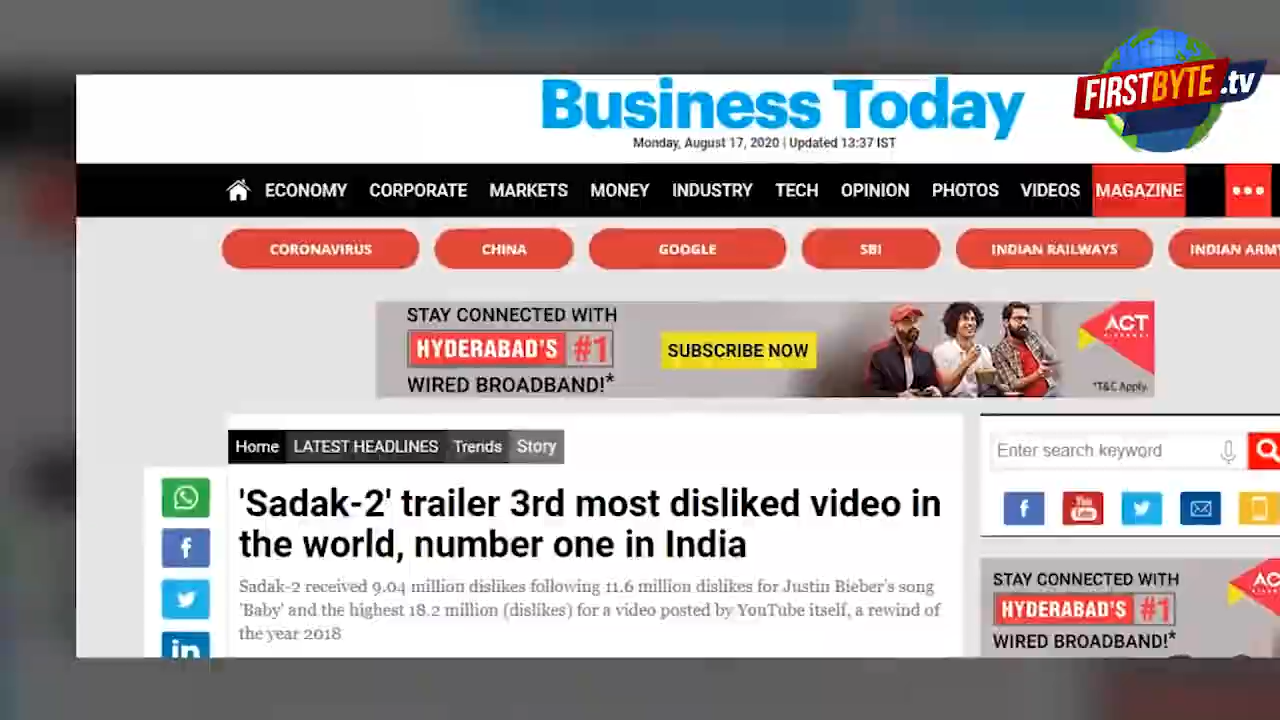 FIRSTBYTE.tv
Business Today
Monday, August 17, 2020 | Updated 13:37 IST
ECONOMY CORPORATE MARKETS MONEY INDUSTRY TECH OPINION PHOTOS VIDEOS MAGAZINE
CORONAVIRUS CHINA GOOGLE SBI INDIAN RAILWAYS INDIAN ARMY
STAY CONNECTED WITH
HYDERABAD'S #1
WIRED BROADBAND!*
SUBSCRIBE NOW
ACT
*T&C Apply.
Home LATEST HEADLINES Trends Story
Enter search keyword
'Sadak-2' trailer 3rd most disliked video in
the world, number one in India
Sadak-2 received 9.04 million dislikes following 11.6 million dislikes for Justin Bieber's song
'Baby' and the highest 18.2 million (dislikes) for a video posted by YouTube itself, a rewind of
the year 2018
You Tube
STAY CONNECTED WITH
HYDERABAD'S #1
WIRED BROADBAND!*
in